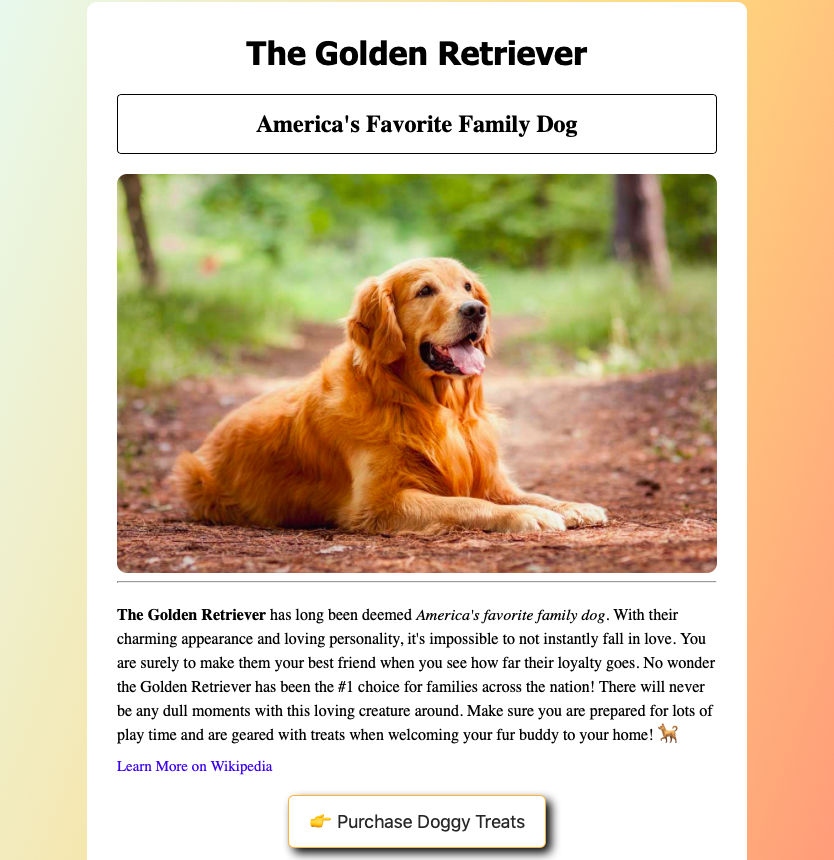 The Golden Retriever
America's Favorite Family Dog
The Golden Retriever has long been deemed America's favorite family dog. With their
charming appearance and loving personality, it's impossible to not instantly fall in love. You
are surely to make them your best friend when you see how far their loyalty goes. No wonder
the Golden Retriever has been the #1 choice for families across the nation! There will never
be any dull moments with this loving creature around. Make sure you are prepared for lots of
play time and are geared with treats when welcoming your fur buddy to your home! 🐕
Learn More on Wikipedia
👉 Purchase Doggy Treats